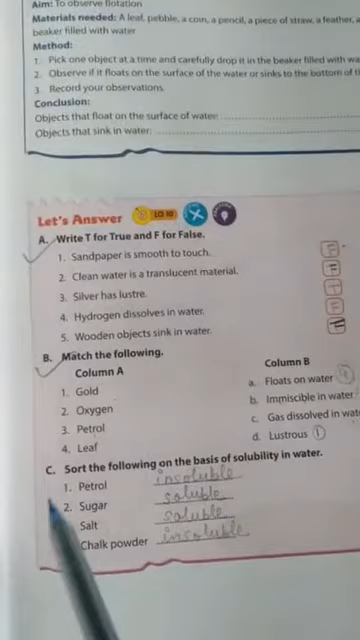 Aim: To observe flotation
Materials needed: A leaf, pebble, a coin, a pencil, a piece of straw, a feather, a
beaker filled with water
Method:
1. Pick one object at a time and carefully drop it in the beaker filled with wa
2. Observe if it floats on the surface of the water or sinks to the bottom of t
3. Record your observations.
Conclusion:
Objects that float on the surface of water:
Objects that sink in water:
Let's Answer
A. Write T for True and F for False.
1. Sandpaper is smooth to touch. F
2. Clean water is a translucent material. F
3. Silver has lustre. T
4. Hydrogen dissolves in water. F
5. Wooden objects sink in water.
B. Match the following.
Column A Column B
1. Gold a. Floats on water 4
2. Oxygen b. Immiscible in water
3. Petrol c. Gas dissolved in wat
4. Leaf d. Lustrous 1
C. Sort the following on the basis of solubility in water.
1. Petrol insoluble
2. Sugar soluble
Salt soluble
Chalk powder insoluble